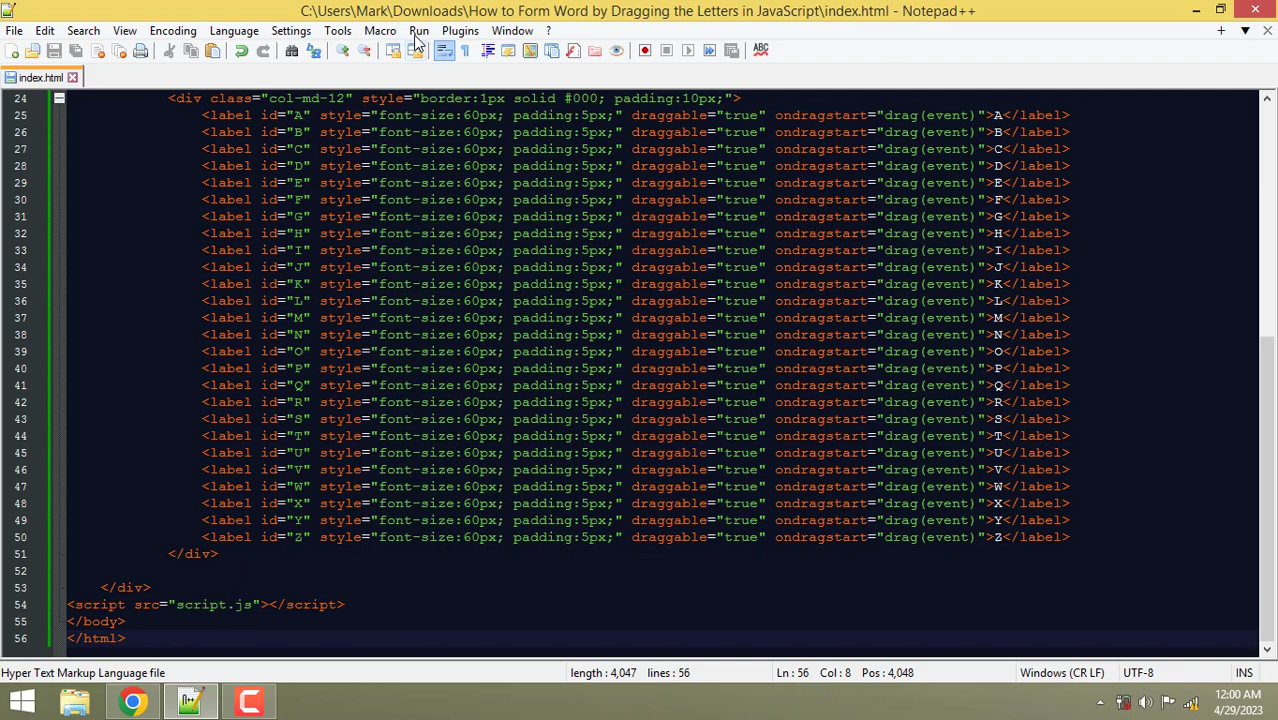 C:\Users\Mark\Downloads\How to Form Word by Dragging the Letters in JavaScript\index.html - Notepad++
File Edit Search View Encoding Language Settings Tools Macro Run Plugins Window ?
index.html
24 <div class="col-md-12" style="border:1px solid #000; padding:10px;">
25 <label id="A" style="font-size:60px; padding:5px;" draggable="true" ondragstart="drag(event)">A</label>
26 <label id="B" style="font-size:60px; padding:5px;" draggable="true" ondragstart="drag(event)">B</label>
27 <label id="C" style="font-size:60px; padding:5px;" draggable="true" ondragstart="drag(event)">C</label>
28 <label id="D" style="font-size:60px; padding:5px;" draggable="true" ondragstart="drag(event)">D</label>
29 <label id="E" style="font-size:60px; padding:5px;" draggable="true" ondragstart="drag(event)">E</label>
30 <label id="F" style="font-size:60px; padding:5px;" draggable="true" ondragstart="drag(event)">F</label>
31 <label id="G" style="font-size:60px; padding:5px;" draggable="true" ondragstart="drag(event)">G</label>
32 <label id="H" style="font-size:60px; padding:5px;" draggable="true" ondragstart="drag(event)">H</label>
33 <label id="I" style="font-size:60px; padding:5px;" draggable="true" ondragstart="drag(event)">I</label>
34 <label id="J" style="font-size:60px; padding:5px;" draggable="true" ondragstart="drag(event)">J</label>
35 <label id="K" style="font-size:60px; padding:5px;" draggable="true" ondragstart="drag(event)">K</label>
36 <label id="L" style="font-size:60px; padding:5px;" draggable="true" ondragstart="drag(event)">L</label>
37 <label id="M" style="font-size:60px; padding:5px;" draggable="true" ondragstart="drag(event)">M</label>
38 <label id="N" style="font-size:60px; padding:5px;" draggable="true" ondragstart="drag(event)">N</label>
39 <label id="O" style="font-size:60px; padding:5px;" draggable="true" ondragstart="drag(event)">O</label>
40 <label id="P" style="font-size:60px; padding:5px;" draggable="true" ondragstart="drag(event)">P</label>
41 <label id="Q" style="font-size:60px; padding:5px;" draggable="true" ondragstart="drag(event)">Q</label>
42 <label id="R" style="font-size:60px; padding:5px;" draggable="true" ondragstart="drag(event)">R</label>
43 <label id="S" style="font-size:60px; padding:5px;" draggable="true" ondragstart="drag(event)">S</label>
44 <label id="T" style="font-size:60px; padding:5px;" draggable="true" ondragstart="drag(event)">T</label>
45 <label id="U" style="font-size:60px; padding:5px;" draggable="true" ondragstart="drag(event)">U</label>
46 <label id="V" style="font-size:60px; padding:5px;" draggable="true" ondragstart="drag(event)">V</label>
47 <label id="W" style="font-size:60px; padding:5px;" draggable="true" ondragstart="drag(event)">W</label>
48 <label id="X" style="font-size:60px; padding:5px;" draggable="true" ondragstart="drag(event)">X</label>
49 <label id="Y" style="font-size:60px; padding:5px;" draggable="true" ondragstart="drag(event)">Y</label>
50 <label id="Z" style="font-size:60px; padding:5px;" draggable="true" ondragstart="drag(event)">Z</label>
51 </div>
52
53 </div>
54 <script src="script.js"></script>
55 </body>
56 </html>
Hyper Text Markup Language file length : 4,047 lines : 56 Ln : 56 Col : 8 Pos : 4,048 Windows (CR LF) UTF-8 INS
12:00 AM
4/29/2023